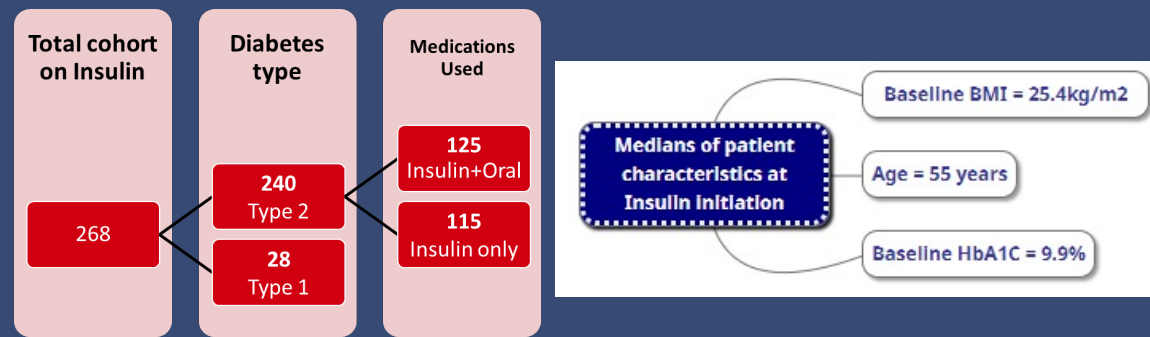 Total cohort
on Insulin
268
Diabetes
type
240
Type 2
28
Type 1
Medications
Used
125
Insulin+Oral
115
Insulin only
Medians of patient
characteristics at
Insulin initiation
Baseline BMI = 25.4kg/m2
Age = 55 years
Baseline HbA1C = 9.9%